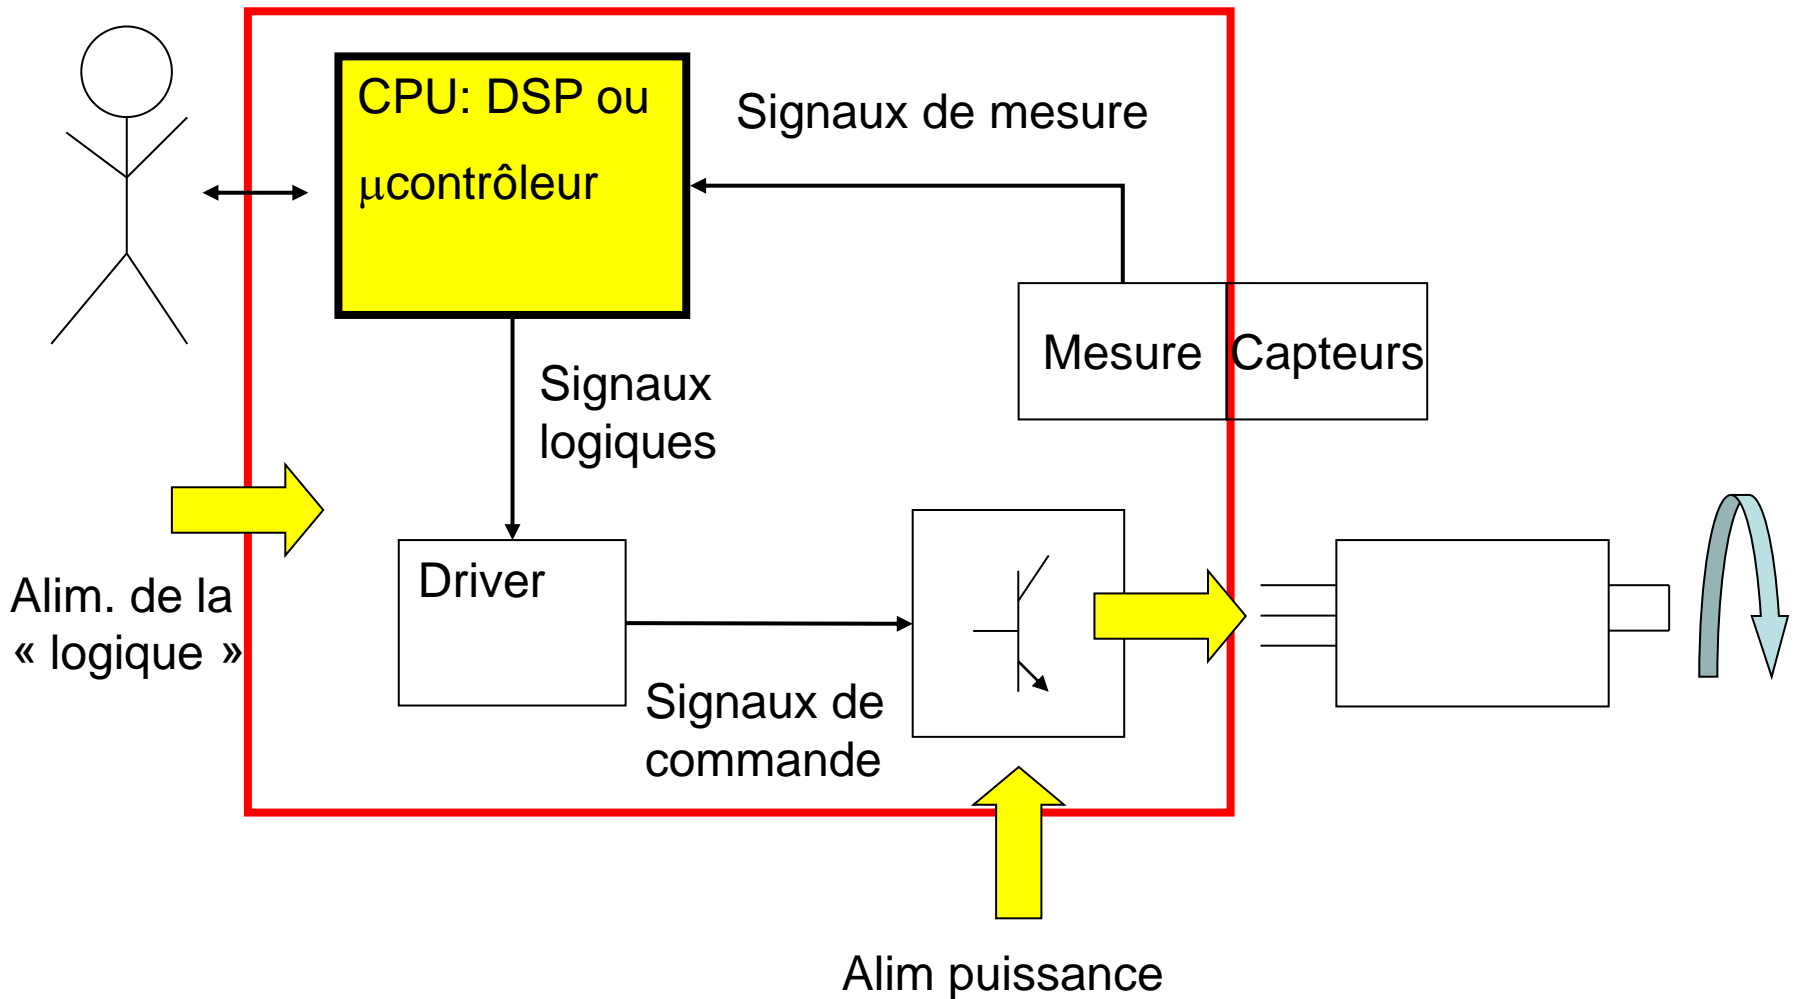 CPU: DSP ou
μcontrôleur
Signaux de mesure
Mesure
Capteurs
Signaux
logiques
Alim. de la
« logique »
Driver
Signaux de
commande
Alim puissance